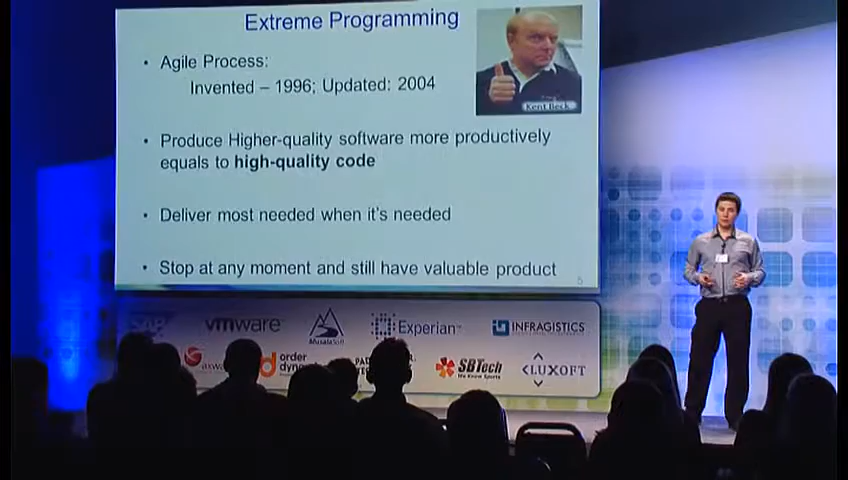 Extreme Programming
• Agile Process:
Invented – 1996; Updated: 2004
Kent Beck
• Produce Higher-quality software more productively
equals to high-quality code
• Deliver most needed when it's needed
• Stop at any moment and still have valuable product
SAP
vmware
MusalaSoft
Experian
INFRAGISTICS
order
SBTech
We Know Sports
LUXOFT